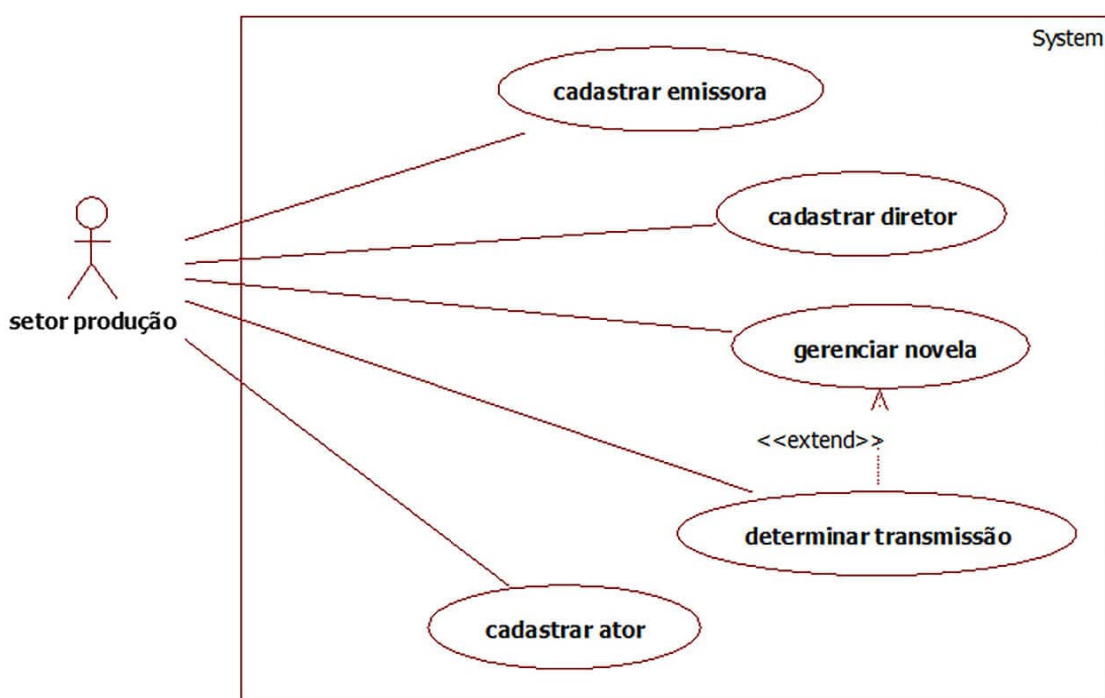 System
cadastrar emissora
cadastrar diretor
setor produção
gerenciar novela
<<extend>>
determinar transmissão
cadastrar ator